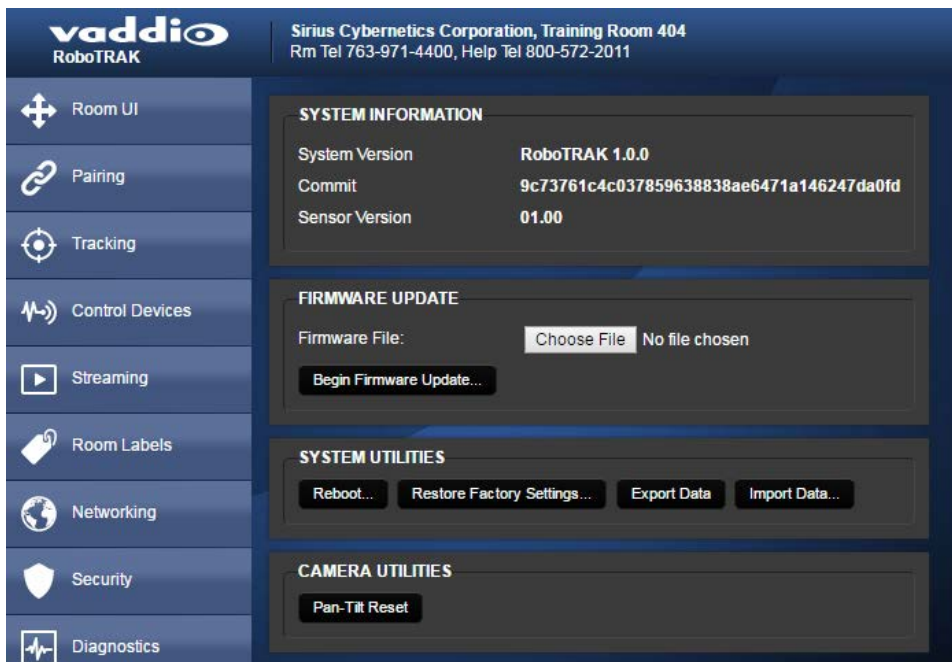 vaddio
RoboTRAK
Sirius Cybernetics Corporation, Training Room 404
Rm Tel 763-971-4400, Help Tel 800-572-2011
Room UI
Pairing
Tracking
Control Devices
Streaming
Room Labels
Networking
Security
Diagnostics
SYSTEM INFORMATION
System Version RoboTRAK 1.0.0
Commit 9c73761c4c037859638838ae6471a146247da0fd
Sensor Version 01.00
FIRMWARE UPDATE
Firmware File: Choose File No file chosen
Begin Firmware Update...
SYSTEM UTILITIES
Reboot... Restore Factory Settings... Export Data Import Data...
CAMERA UTILITIES
Pan-Tilt Reset